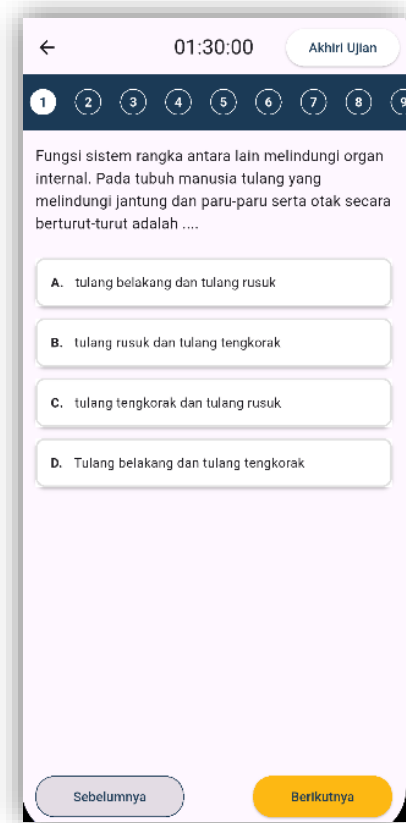 01:30:00
Akhiri Ujian
1 2 3 4 5 6 7 8 9
Fungsi sistem rangka antara lain melindungi organ
internal. Pada tubuh manusia tulang yang
melindungi jantung dan paru-paru serta otak secara
berturut-turut adalah ....
A. tulang belakang dan tulang rusuk
B. tulang rusuk dan tulang tengkorak
C. tulang tengkorak dan tulang rusuk
D. Tulang belakang dan tulang tengkorak
Sebelumnya
Berikutnya